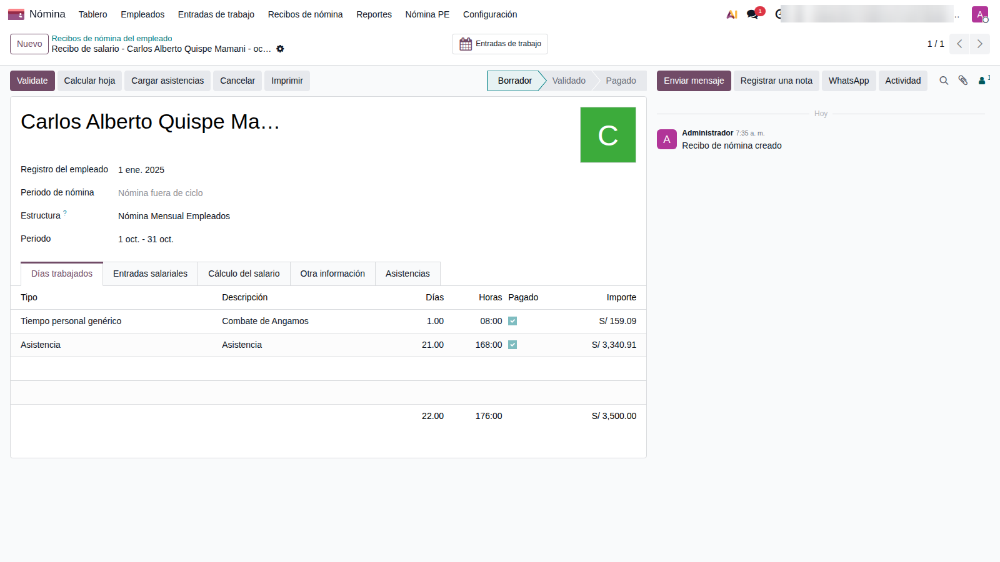 Nómina Tablero Empleados Entradas de trabajo Recibos de nómina Reportes Nómina PE Configuración AI 1 .. A
Nuevo Recibos de nómina del empleado
Recibo de salario - Carlos Alberto Quispe Mamani - oc…
Entradas de trabajo
1 / 1
Validate Calcular hoja Cargar asistencias Cancelar Imprimir Borrador Validado Pagado
Enviar mensaje Registrar una nota WhatsApp Actividad 1
Carlos Alberto Quispe Ma…
C
Registro del empleado 1 ene. 2025
Periodo de nómina Nómina fuera de ciclo
Estructura ? Nómina Mensual Empleados
Periodo 1 oct. - 31 oct.
Días trabajados Entradas salariales Cálculo del salario Otra información Asistencias
Tipo Descripción Días Horas Pagado Importe
Tiempo personal genérico Combate de Angamos 1.00 08:00 S/ 159.09
Asistencia Asistencia 21.00 168:00 S/ 3,340.91
22.00 176:00 S/ 3,500.00
Hoy
A Administrador 7:35 a. m.
Recibo de nómina creado